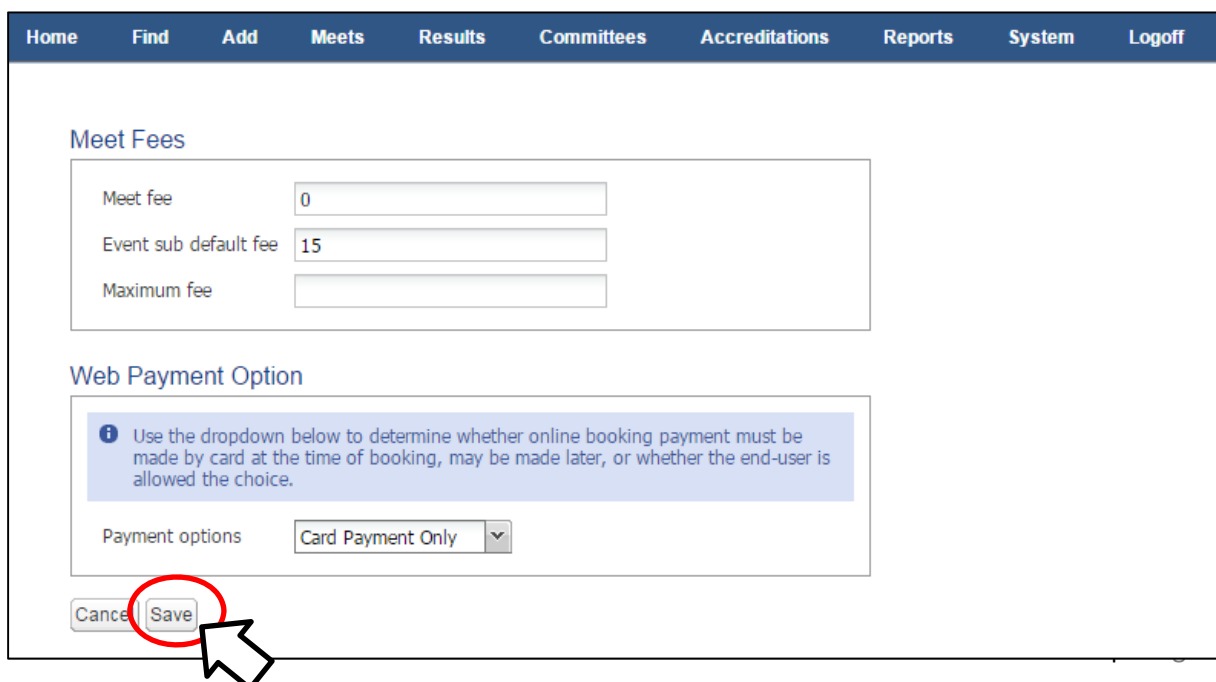 Home Find Add Meets Results Committees Accreditations Reports System Logoff
Meet Fees
Meet fee 0
Event sub default fee 15
Maximum fee
Web Payment Option
Use the dropdown below to determine whether online booking payment must be
made by card at the time of booking, may be made later, or whether the end-user is
allowed the choice.
Payment options Card Payment Only
Cancel Save